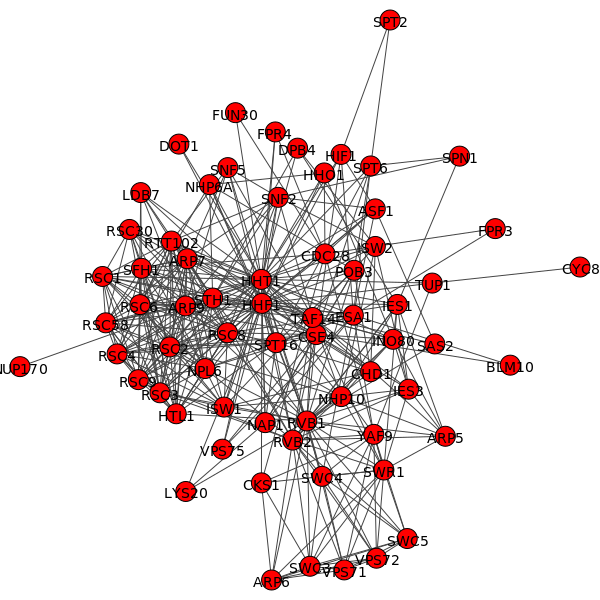 SPT2
FUN30
FPR4
DOT1
DPB4
HIF1
SPN1
SNF5
SPT6
HHO1
NHP6A
LDB7
SNF2
ASF1
RSC30
FPR3
RTT102
ISW2
CDC28
ARP7
SFH1
POB3
CYC8
RSC1
HHT1
TUP1
STH1
RSC6
ARP9
HHF1
IES1
TAF14
ESA1
RSC58
RSC8
CSE4
INO80
SAS2
SPT16
RSC2
RSC4
NUP170
BLM10
NPL6
CHD1
RSC9
RSC3
IES3
NHP10
ISW1
HTL1
NAP1
RVB1
YAF9
ARP5
RVB2
VPS75
SWR1
SWC4
CKS1
LYS20
SWC5
VPS72
SWC3
VPS71
ARP6